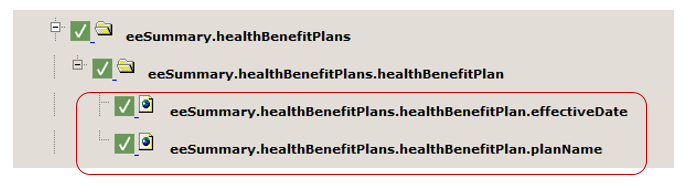 eeSummary.healthBenefitPlans
eeSummary.healthBenefitPlans.healthBenefitPlan
eeSummary.healthBenefitPlans.healthBenefitPlan.effectiveDate
eeSummary.healthBenefitPlans.healthBenefitPlan.planName